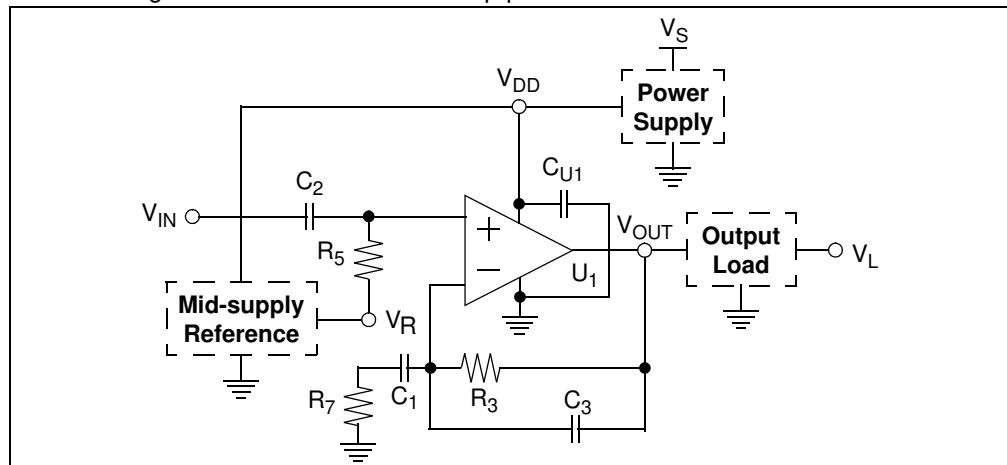 V_S
V_DD
Power
Supply
C_U1
C_2
V_IN
V_OUT
Output
Load
V_L
R_5
+
−
U_1
Mid-supply
Reference
V_R
R_7
C_1
R_3
C_3